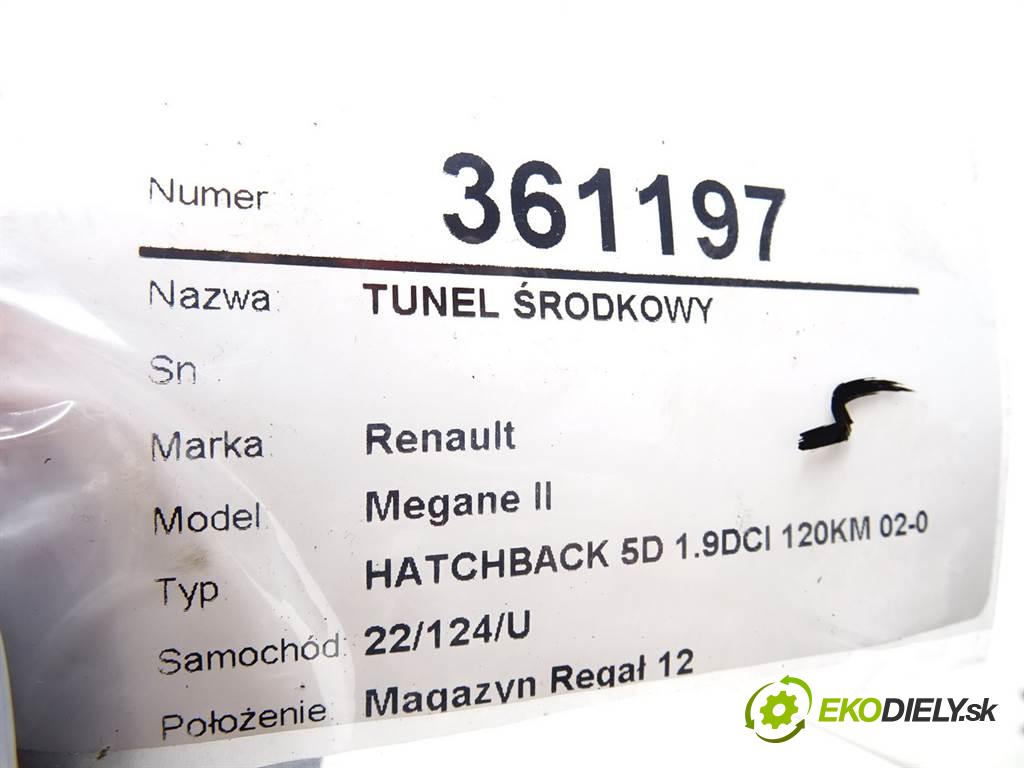 Numer 361197
Nazwa: TUNEL ŚRODKOWY
Sn
Marka Renault
Model: Megane II
Typ HATCHBACK 5D 1.9DCI 120KM 02-0
Samochód: 22/124/U
Położenie: Magazyn Regał 12
EKODIELY.sk